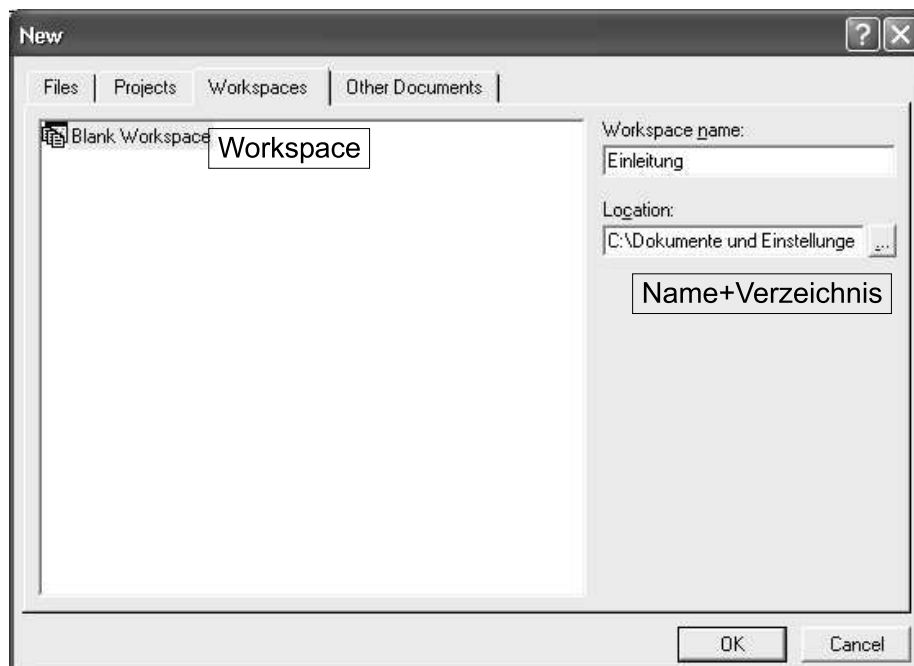 New
Files Projects Workspaces Other Documents
Blank Workspace
Workspace
Workspace name:
Einleitung
Location:
C:\Dokumente und Einstellunge ...
Name+Verzeichnis
OK Cancel